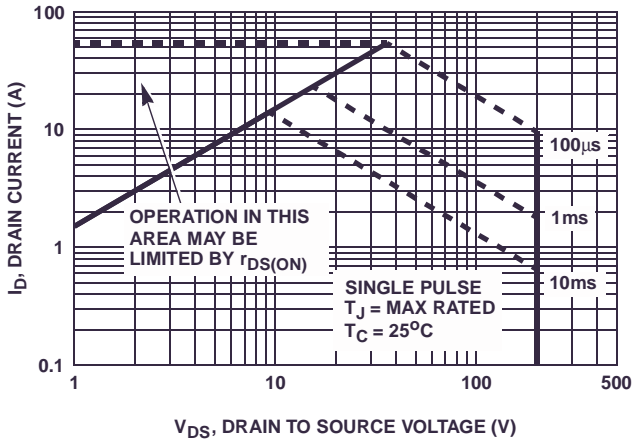 100
10
1
0.1
I_D, DRAIN CURRENT (A)
OPERATION IN THIS
AREA MAY BE
LIMITED BY r_DS(ON)
100μs
1ms
10ms
SINGLE PULSE
T_J = MAX RATED
T_C = 25°C
1
10
100
500
V_DS, DRAIN TO SOURCE VOLTAGE (V)